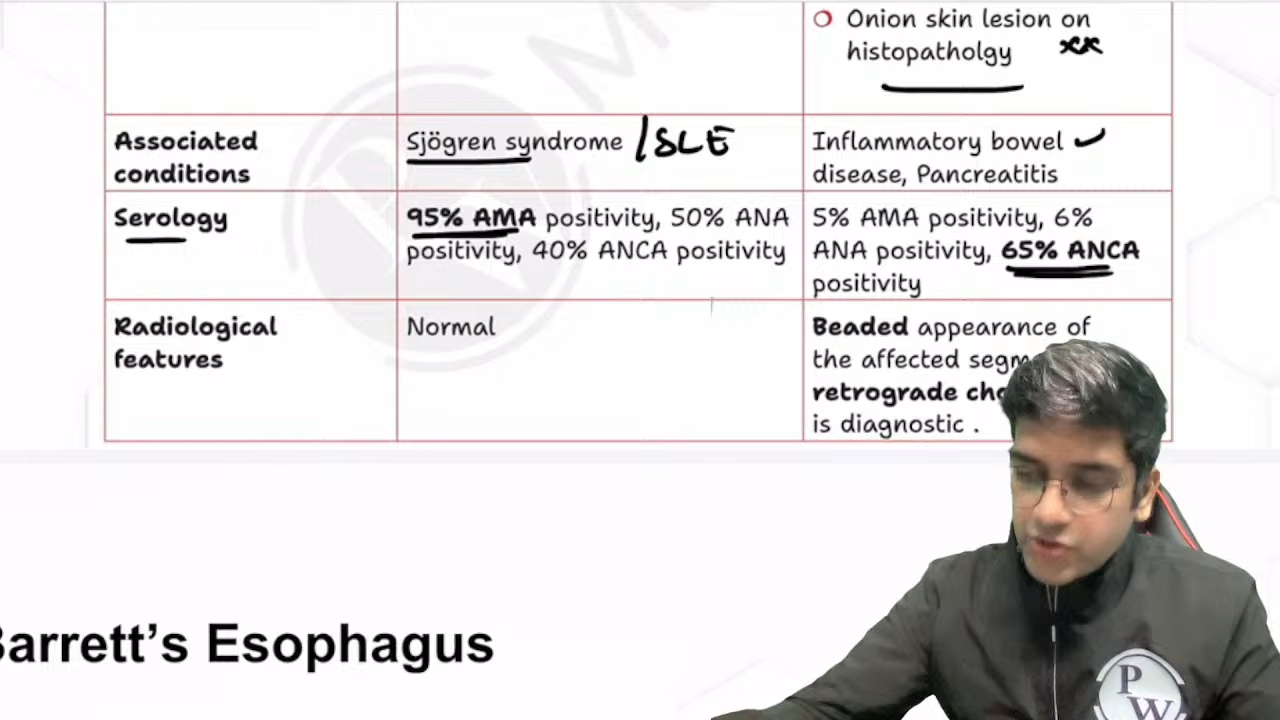 Onion skin lesion on
histopatholgy xx
Associated
conditions
Sjögren syndrome / SLE
Inflammatory bowel
disease, Pancreatitis
Serology
95% AMA positivity, 50% ANA
positivity, 40% ANCA positivity
5% AMA positivity, 6%
ANA positivity, 65% ANCA
positivity
Radiological
features
Normal
Beaded appearance of
the affected
retrograde
is diagnostic .
Barrett's Esophagus
P
W